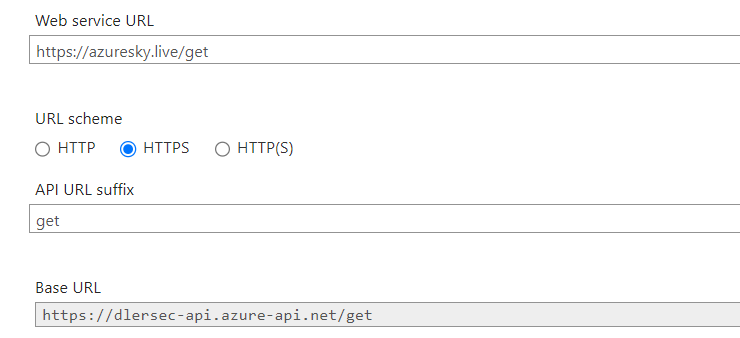 Web service URL
https://azuresky.live/get
URL scheme
HTTP HTTPS HTTP(S)
API URL suffix
get
Base URL
https://dlersec-api.azure-api.net/get